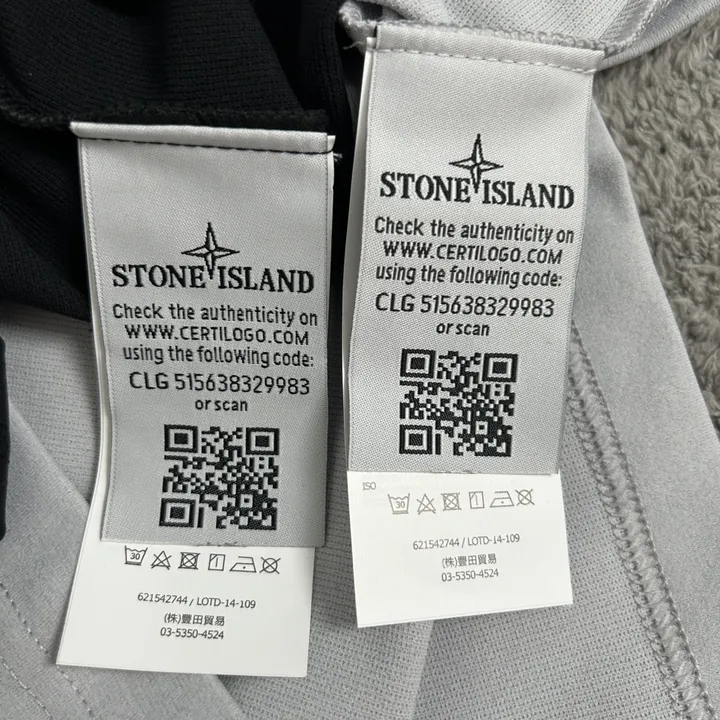 STONE ISLAND
Check the authenticity on
WWW.CERTILOGO.COM
using the following code:
CLG 515638329983
or scan
30
621542744 / LOTD-14-109
(株)豊田貿易
03-5350-4524
STONE ISLAND
Check the authenticity on
WWW.CERTILOGO.COM
using the following code:
CLG 515638329983
or scan
ISO
30
621542744 / LOTD-14-109
(株)豊田貿易
03-5350-4524